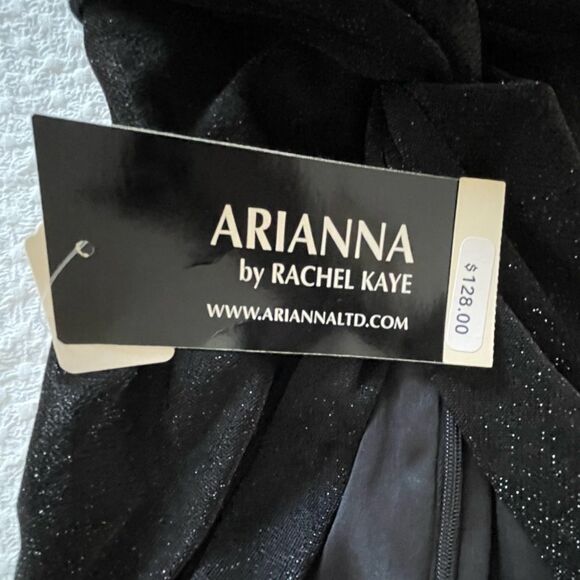 ARIANNA
by RACHEL KAYE
WWW.ARIANNALTD.COM
$128.00